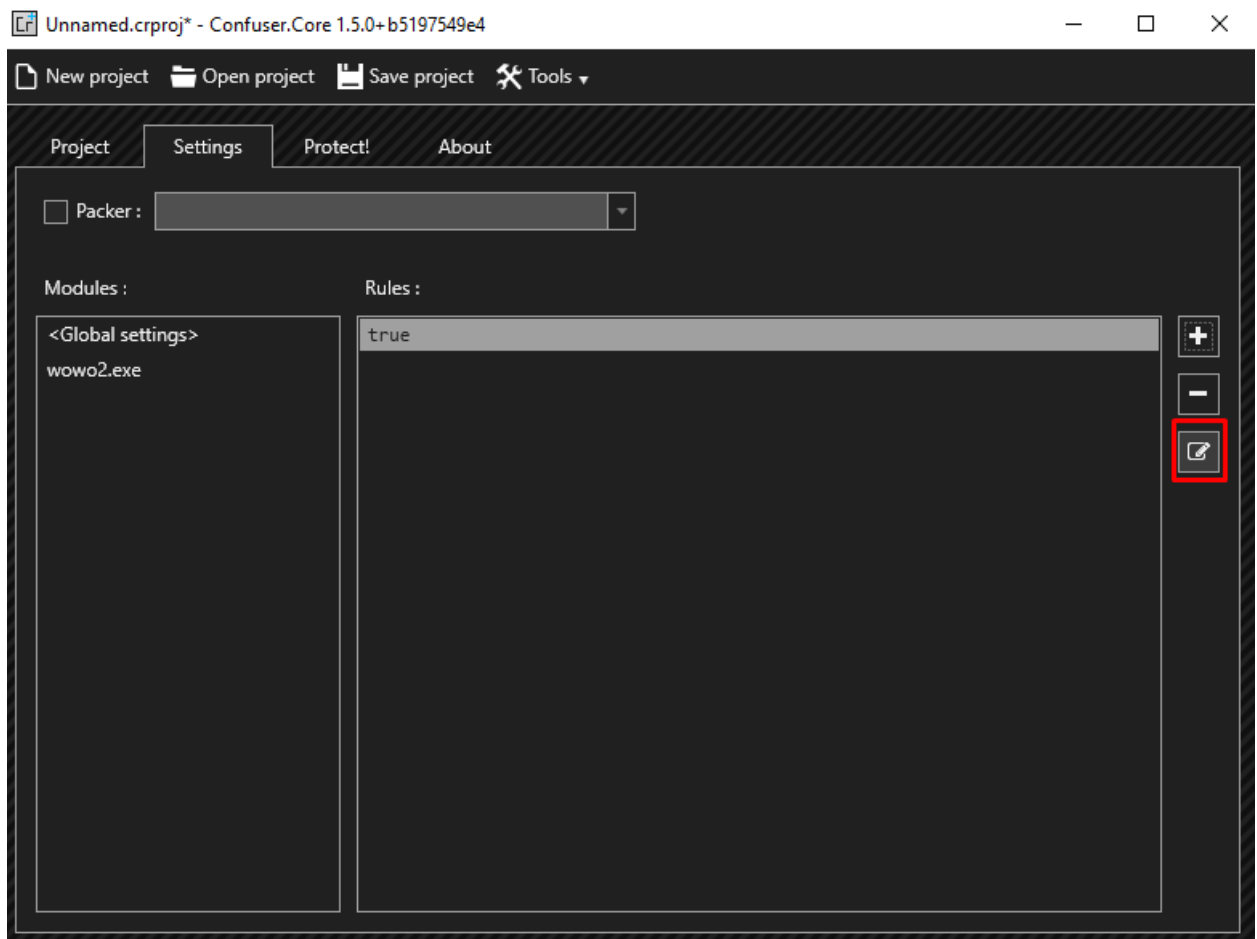 Unnamed.crproj* - Confuser.Core 1.5.0+b5197549e4
New project Open project Save project Tools
Project Settings Protect! About
Packer :
Modules : Rules :
<Global settings> true
wowo2.exe